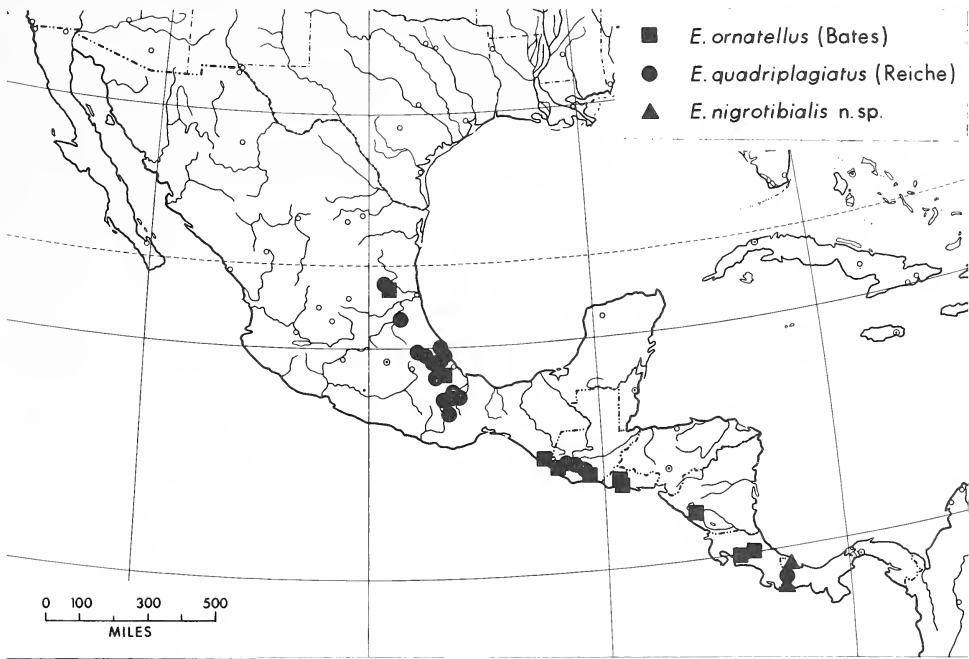 E. ornatellus (Bates)
E. quadriplagiatus (Reiche)
E. nigrotibialis n. sp.
0 100 300 500
MILES